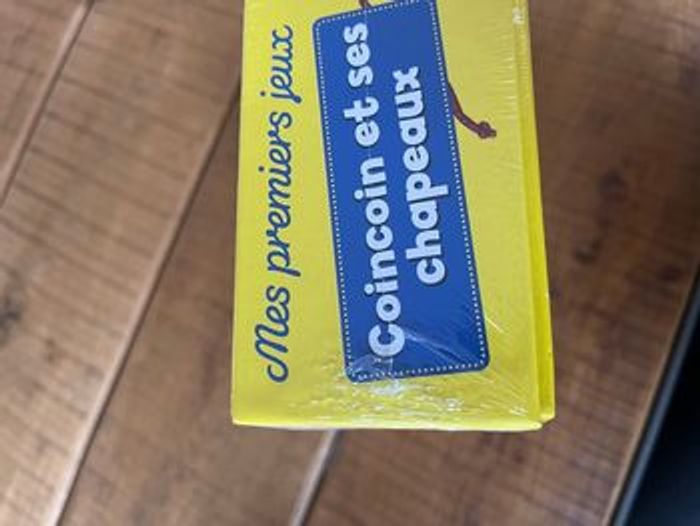 Mes premiers jeux
Coincoin et ses
chapeaux